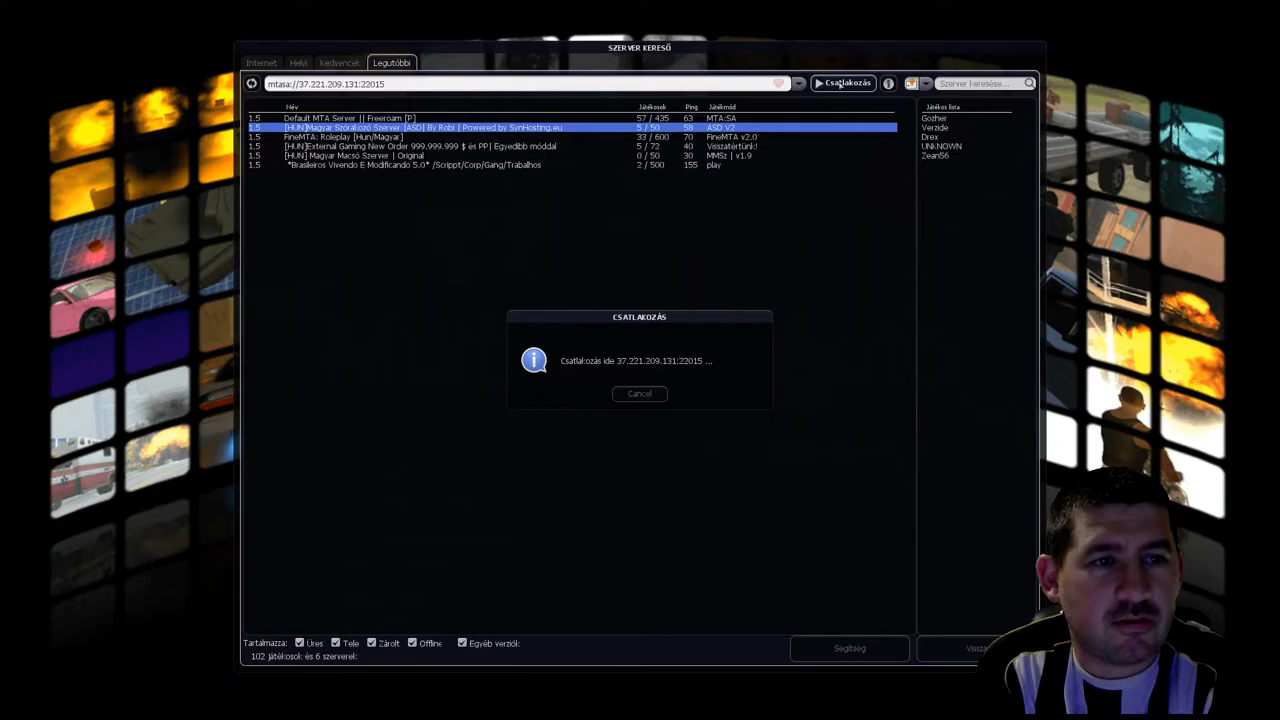 SZERVER KERESŐ
Internet Helyi Kedvencek Legutóbbi
mtasa://37.221.209.131:22015 Csatlakozás Szerver keresése...
Név Játékosok Ping Játékmód Játékos lista
1.5 Default MTA Server || Freeroam [P] 57 / 435 63 MTA:SA Gozher
1.5 [HUN]Magyar Szórakozó Szerver |ASD| By Robi | Powered by SynHosting.eu 5 / 50 58 ASD V2 Verzide
1.5 FineMTA: Roleplay [Hun/Magyar] 33 / 600 70 FineMTA v2.0 Drex
1.5 [HUN]External Gaming New Order 999.999.999 $ és PP| Egyedibb móddal 5 / 72 40 Visszatértünk! UNKNOWN
1.5 [HUN] Magyar Macsó Szerver | Original 0 / 50 30 MMSz | v1.9 Zean56
1.5 *Brasileiros Vivendo E Modificando 5.0* /Scrippt/Corp/Gang/Trabalhos 2 / 500 155 play
CSATLAKOZÁS
Csatlakozás ide 37.221.209.131:22015 ...
Cancel
Tartalmazza: Üres Tele Zárolt Offline Egyéb verziók:
102 játékosok és 6 szerverek Segítség